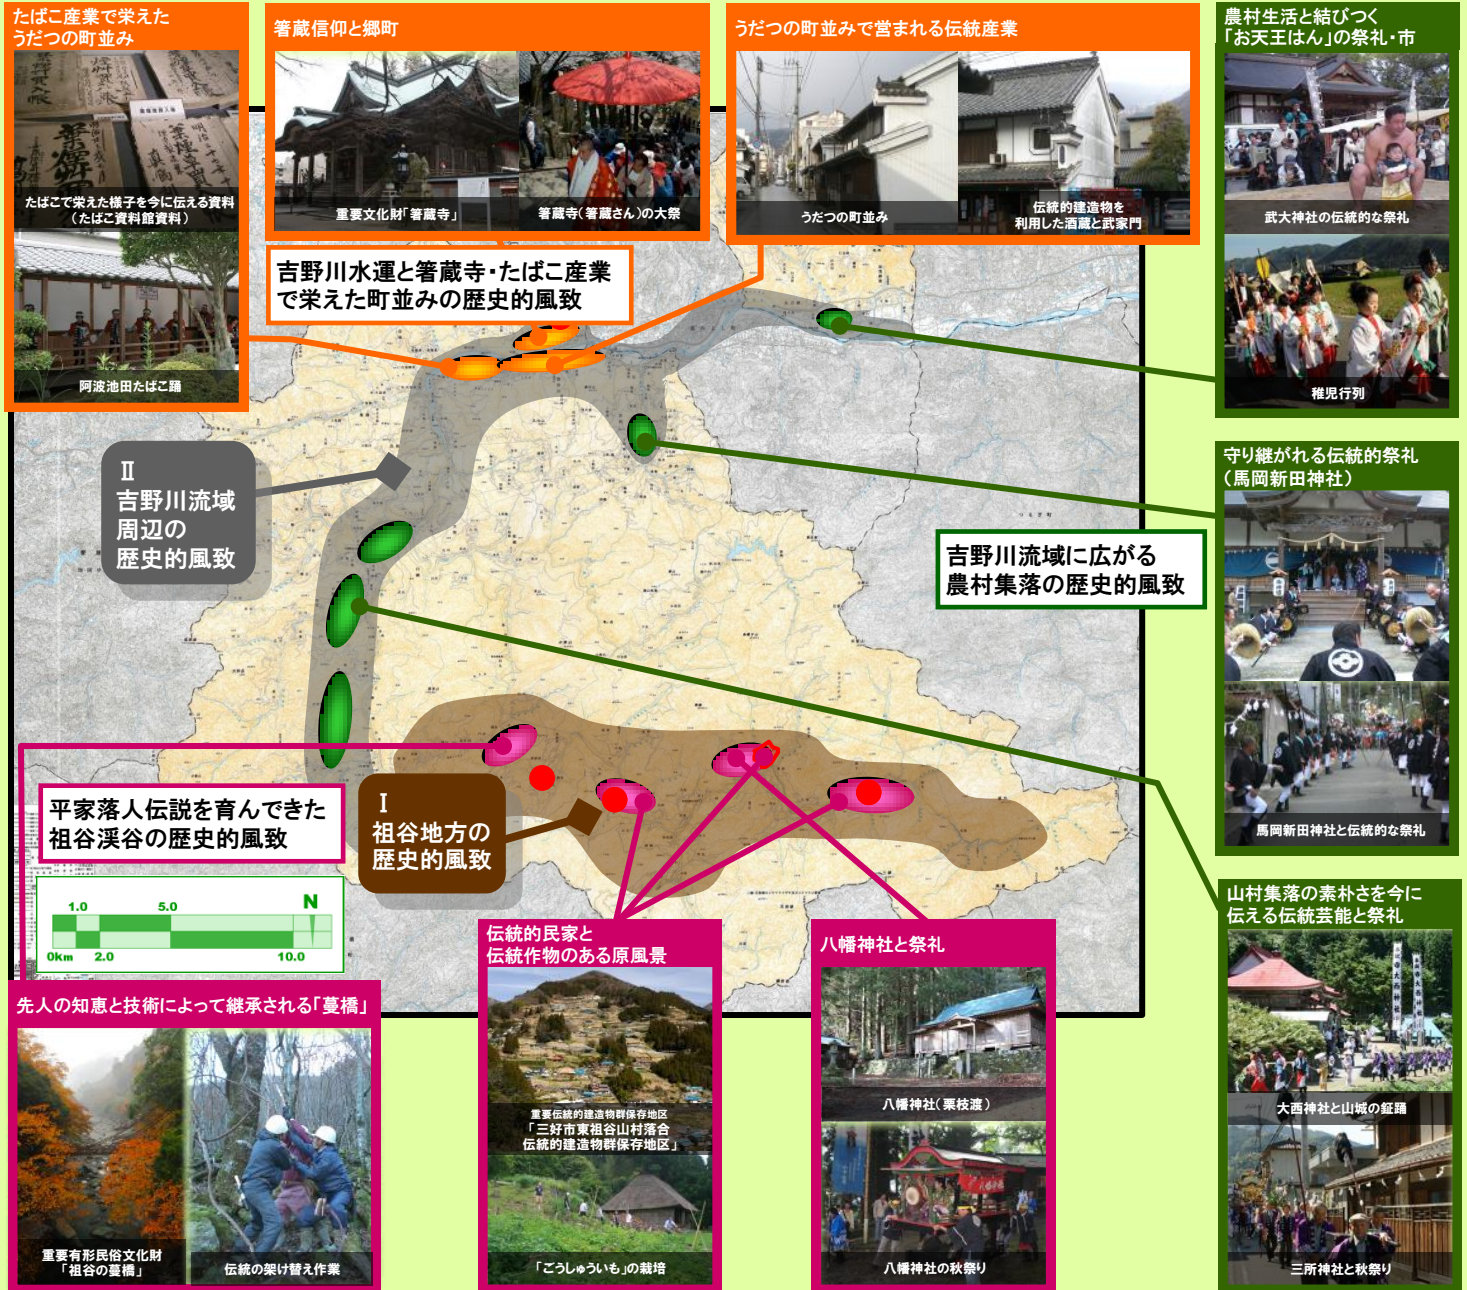 たばこ産業で栄えた
うだつの町並み
たばこで栄えた様子を今に伝える資料
（たばこ資料館資料）
阿波池田たばこ踊
箸蔵信仰と郷町
重要文化財「箸蔵寺」
箸蔵寺（箸蔵さん）の大祭
うだつの町並みで営まれる伝統産業
うだつの町並み
伝統的建造物を
利用した酒蔵と武家門
農村生活と結びつく
「お天王はん」の祭礼・市
武大神社の伝統的な祭礼
稚児行列
吉野川水運と箸蔵寺・たばこ産業
で栄えた町並みの歴史的風致
Ⅱ
吉野川流域
周辺の
歴史的風致
守り継がれる伝統的祭礼
（馬岡新田神社）
馬岡新田神社と伝統的な祭礼
吉野川流域に広がる
農村集落の歴史的風致
平家落人伝説を育んできた
祖谷渓谷の歴史的風致
Ⅰ
祖谷地方の
歴史的風致
1.0 5.0 N
0km 2.0 10.0
山村集落の素朴さを今に
伝える伝統芸能と祭礼
大西神社と山城の鉦踊
三所神社と秋祭り
先人の知恵と技術によって継承される「蔓橋」
重要有形民俗文化財
「祖谷の蔓橋」
伝統の架け替え作業
伝統的民家と
伝統作物のある原風景
重要伝統的建造物群保存地区
「三好市東祖谷山村落合
伝統的建造物群保存地区」
「ごうしゅういも」の栽培
八幡神社と祭礼
八幡神社（栗枝渡）
八幡神社の秋祭り